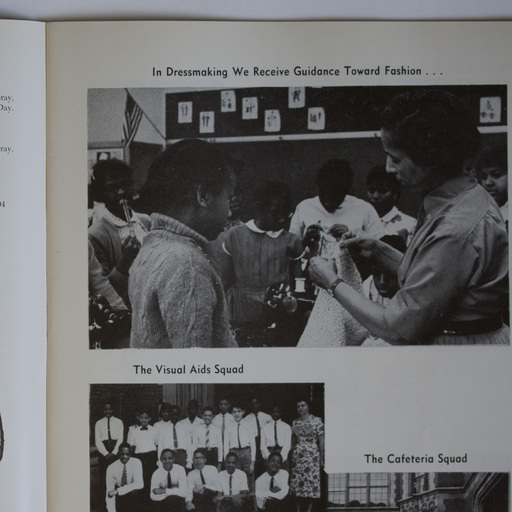 ray,
Day.
ray,
In Dressmaking We Receive Guidance Toward Fashion . . .
The Visual Aids Squad
The Cafeteria Squad